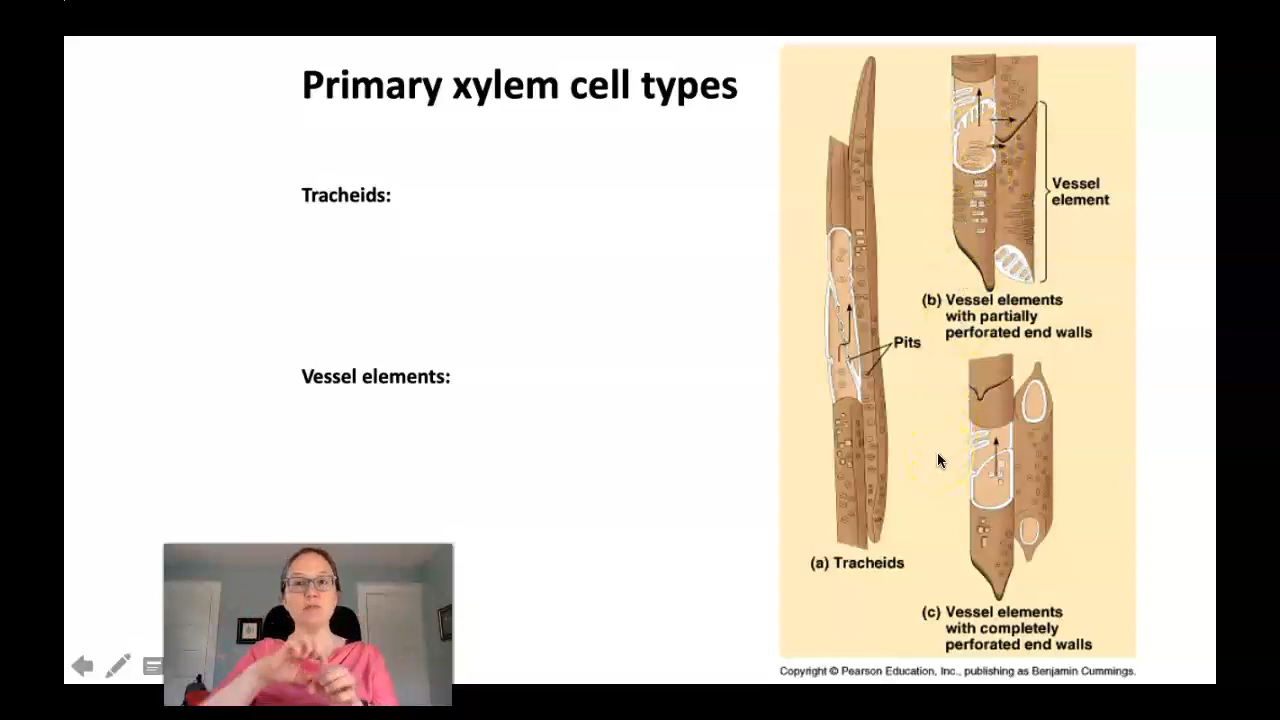 Primary xylem cell types
Tracheids:
Vessel elements:
Vessel
element
(b) Vessel elements
with partially
perforated end walls
Pits
(a) Tracheids
(c) Vessel elements
with completely
perforated end walls
Copyright © Pearson Education, Inc., publishing as Benjamin Cummings.